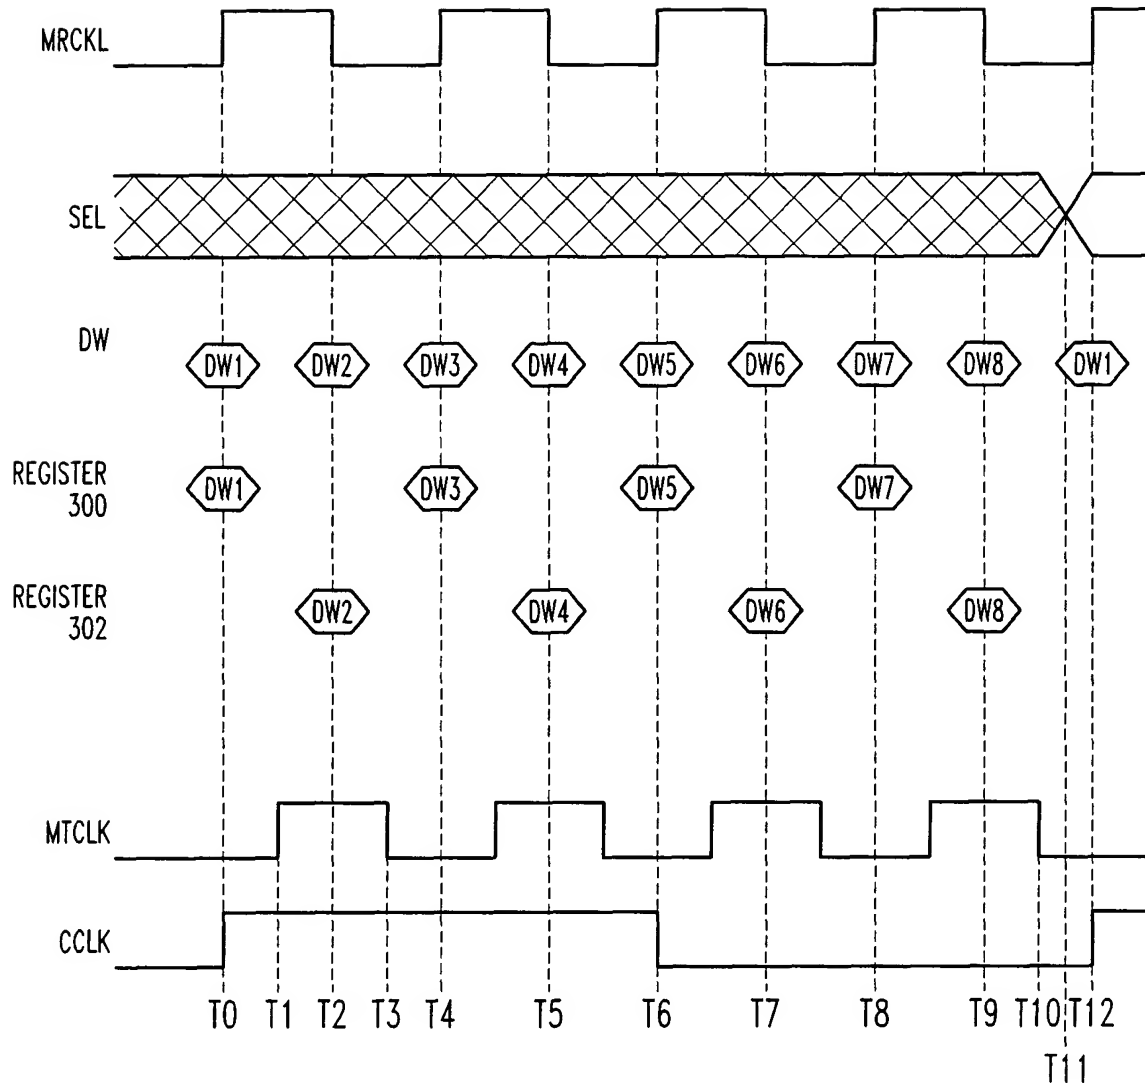 MRCKL
SEL
DW
DW1 DW2 DW3 DW4 DW5 DW6 DW7 DW8 DW1
REGISTER
300
DW1 DW3 DW5 DW7
REGISTER
302
DW2 DW4 DW6 DW8
MTCLK
CCLK
T0 T1 T2 T3 T4 T5 T6 T7 T8 T9 T10 T12
T11